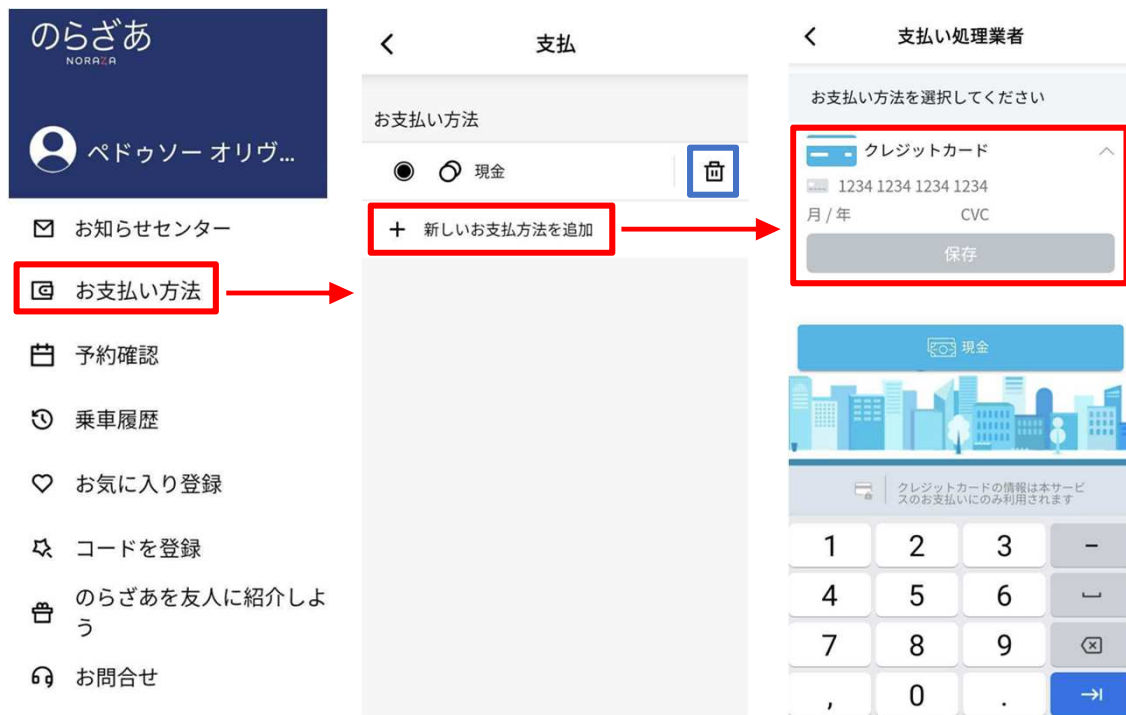 のらざあ
NORAZA
ペドゥソー オリヴ...
お知らせセンター
お支払い方法
予約確認
乗車履歴
お気に入り登録
コードを登録
のらざあを友人に紹介しよ
う
お問合せ
支払
お支払い方法
現金
+ 新しいお支払方法を追加
支払い処理業者
お支払い方法を選択してください
クレジットカード
1234 1234 1234 1234
月 / 年 CVC
保存
現金
クレジットカードの情報は本サービ
スのお支払いにのみ利用されます
1 2 3 -
4 5 6
7 8 9
, 0 .